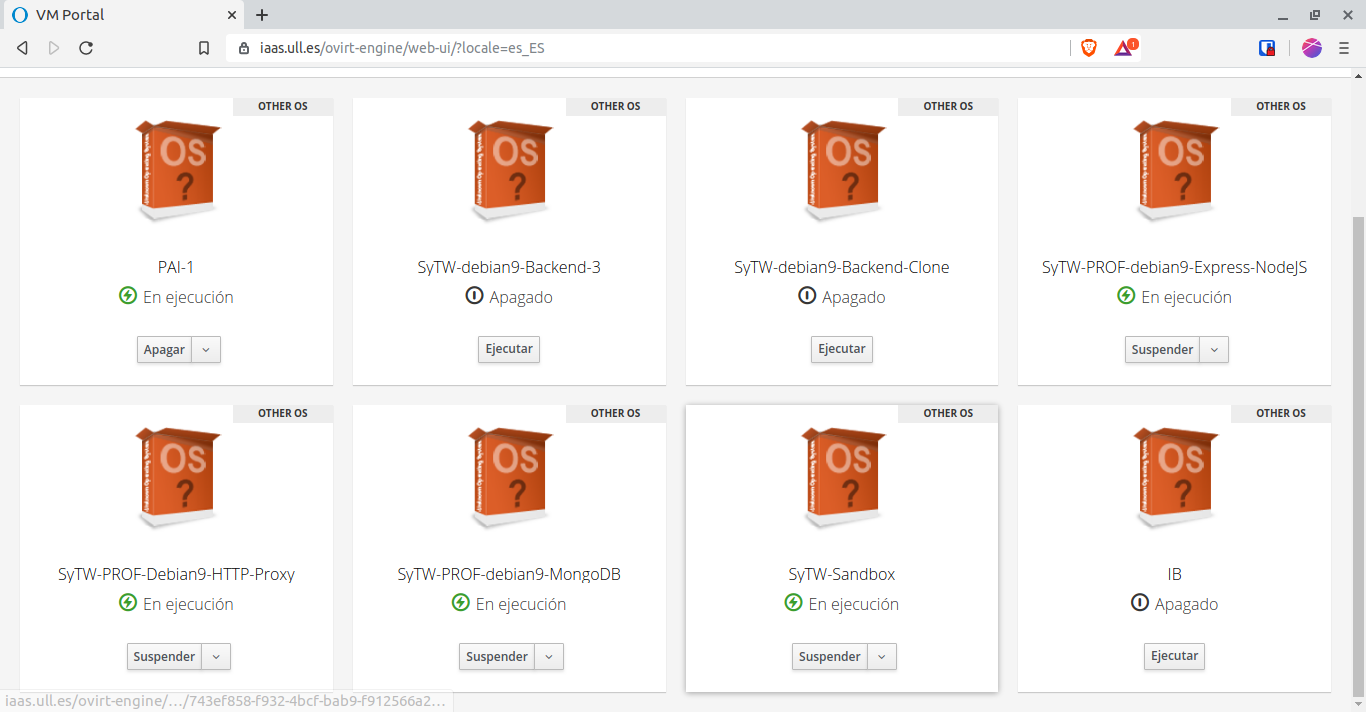 VM Portal
iaas.ull.es/ovirt-engine/web-ui/?locale=es_ES
1
OTHER OS
OTHER OS
OTHER OS
OTHER OS
OS
?
OS
?
OS
?
OS
?
PAI-1
SyTW-debian9-Backend-3
SyTW-debian9-Backend-Clone
SyTW-PROF-debian9-Express-NodeJS
En ejecución
Apagado
Apagado
En ejecución
Apagar
Ejecutar
Ejecutar
Suspender
OTHER OS
OTHER OS
OTHER OS
OTHER OS
OS
?
OS
?
OS
?
OS
?
SyTW-PROF-Debian9-HTTP-Proxy
SyTW-PROF-debian9-MongoDB
SyTW-Sandbox
IB
En ejecución
En ejecución
En ejecución
Apagado
Suspender
Suspender
Suspender
Ejecutar
iaas.ull.es/ovirt-engine/…/743ef858-f932-4bcf-bab9-f912566a2…